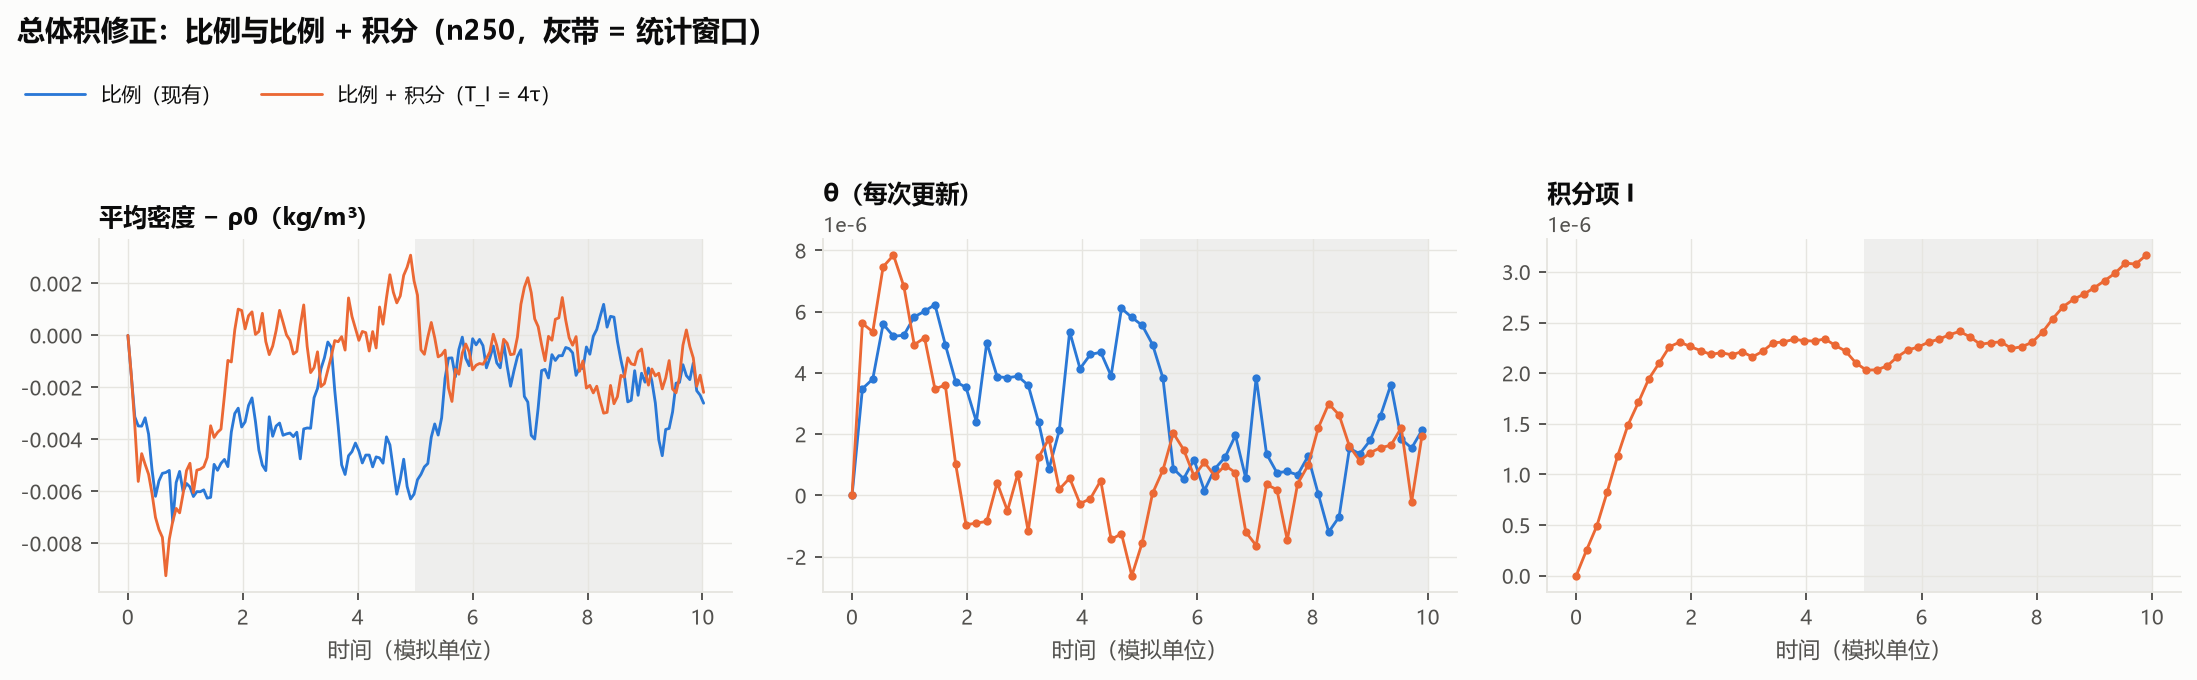 总体积修正：比例与比例 + 积分（n250，灰带 = 统计窗口）
比例（现有）
比例 + 积分（T_I = 4τ）
平均密度 − ρ0（kg/m³）
0.002
0.000
-0.002
-0.004
-0.006
-0.008
0 2 4 6 8 10
时间（模拟单位）
θ（每次更新）
1e-6
8
6
4
2
0
-2
0 2 4 6 8 10
时间（模拟单位）
积分项 I
1e-6
3.0
2.5
2.0
1.5
1.0
0.5
0.0
0 2 4 6 8 10
时间（模拟单位）